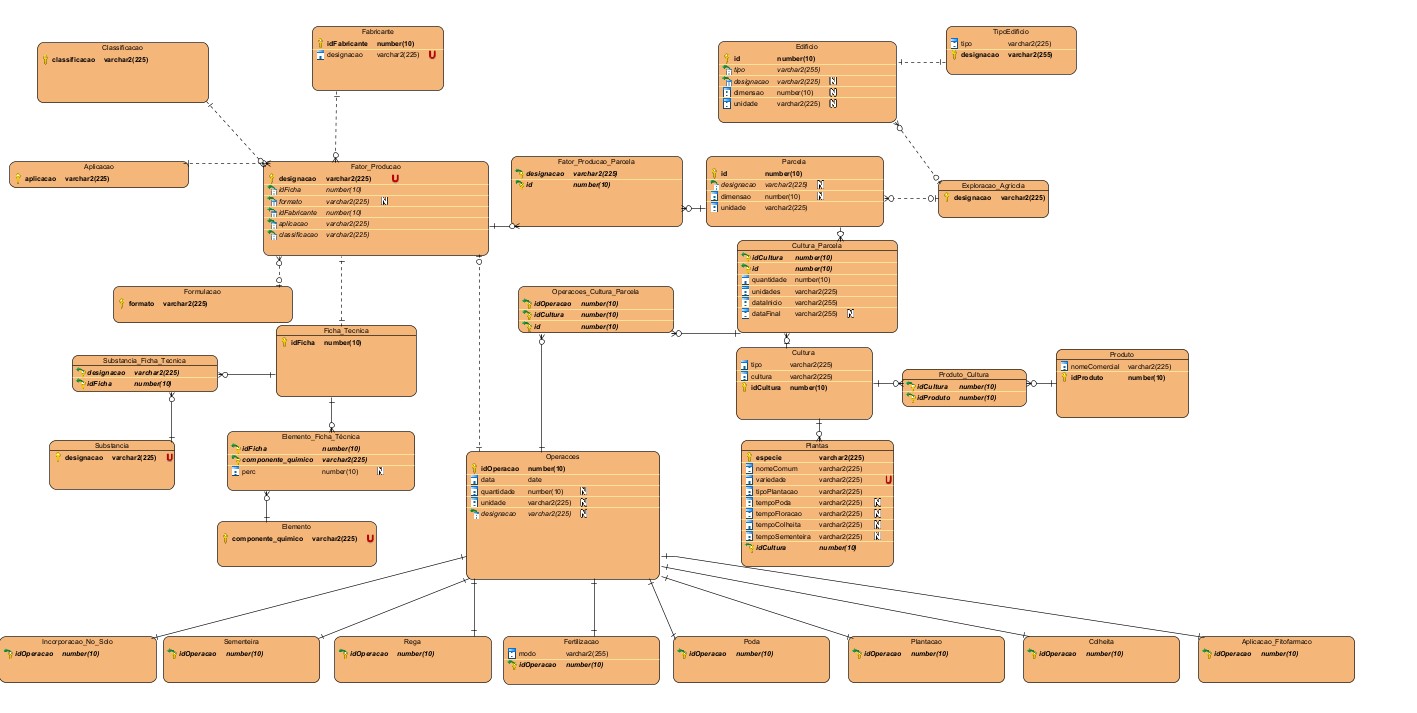 Classificacao
classificacao varchar2(225)
Fabricante
idFabricante number(10)
designacao varchar2(225) U
Edificio
id number(10)
tipo varchar2(255)
designacao varchar2(225) N
dimensao number(10) N
unidade varchar2(225) N
TipoEdificio
tipo varchar2(225)
designacao varchar2(255)
Aplicacao
aplicacao varchar2(225)
Fator_Producao
designacao varchar2(225) U
idFicha number(10)
formato varchar2(225) N
idFabricante number(10)
aplicacao varchar2(225)
classificacao varchar2(225)
Fator_Producao_Parcela
designacao varchar2(225)
id number(10)
Parcela
id number(10)
designacao varchar2(225) N
dimensao number(10) N
unidade varchar2(225)
Exploracao_Agricola
designacao varchar2(225)
Cultura_Parcela
idCultura number(10)
id number(10)
quantidade number(10)
unidades varchar2(225)
dataInicio varchar2(255)
dataFinal varchar2(255) N
Formulacao
formato varchar2(225)
Operacoes_Cultura_Parcela
idOperacao number(10)
idCultura number(10)
id number(10)
Ficha_Tecnica
idFicha number(10)
Substancia_Ficha_Tecnica
designacao varchar2(225)
idFicha number(10)
Cultura
tipo varchar2(225)
cultura varchar2(225)
idCultura number(10)
Produto_Cultura
idCultura number(10)
idProduto number(10)
Produto
nomeComercial varchar2(225)
idProduto number(10)
Substancia
designacao varchar2(225) U
Elemento_Ficha_Técnica
idFicha number(10)
componente_quimico varchar2(225)
perc number(10) N
Operacoes
idOperacao number(10)
data date
quantidade number(10) N
unidade varchar2(225) N
designacao varchar2(225) N
Plantas
especie varchar2(225)
nomeComum varchar2(225)
variedade varchar2(225) U
tipoPlantacao varchar2(225)
tempoPoda varchar2(225) N
tempoFloracao varchar2(225) N
tempoColheita varchar2(225) N
tempoSementeira varchar2(225) N
idCultura number(10)
Elemento
componente_quimico varchar2(225) U
Incorporacao_No_Solo
idOperacao number(10)
Sementeira
idOperacao number(10)
Rega
idOperacao number(10)
Fertilizacao
modo varchar2(255)
idOperacao number(10)
Poda
idOperacao number(10)
Plantacao
idOperacao number(10)
Colheita
idOperacao number(10)
Aplicacao_Fitofarmaco
idOperacao number(10)